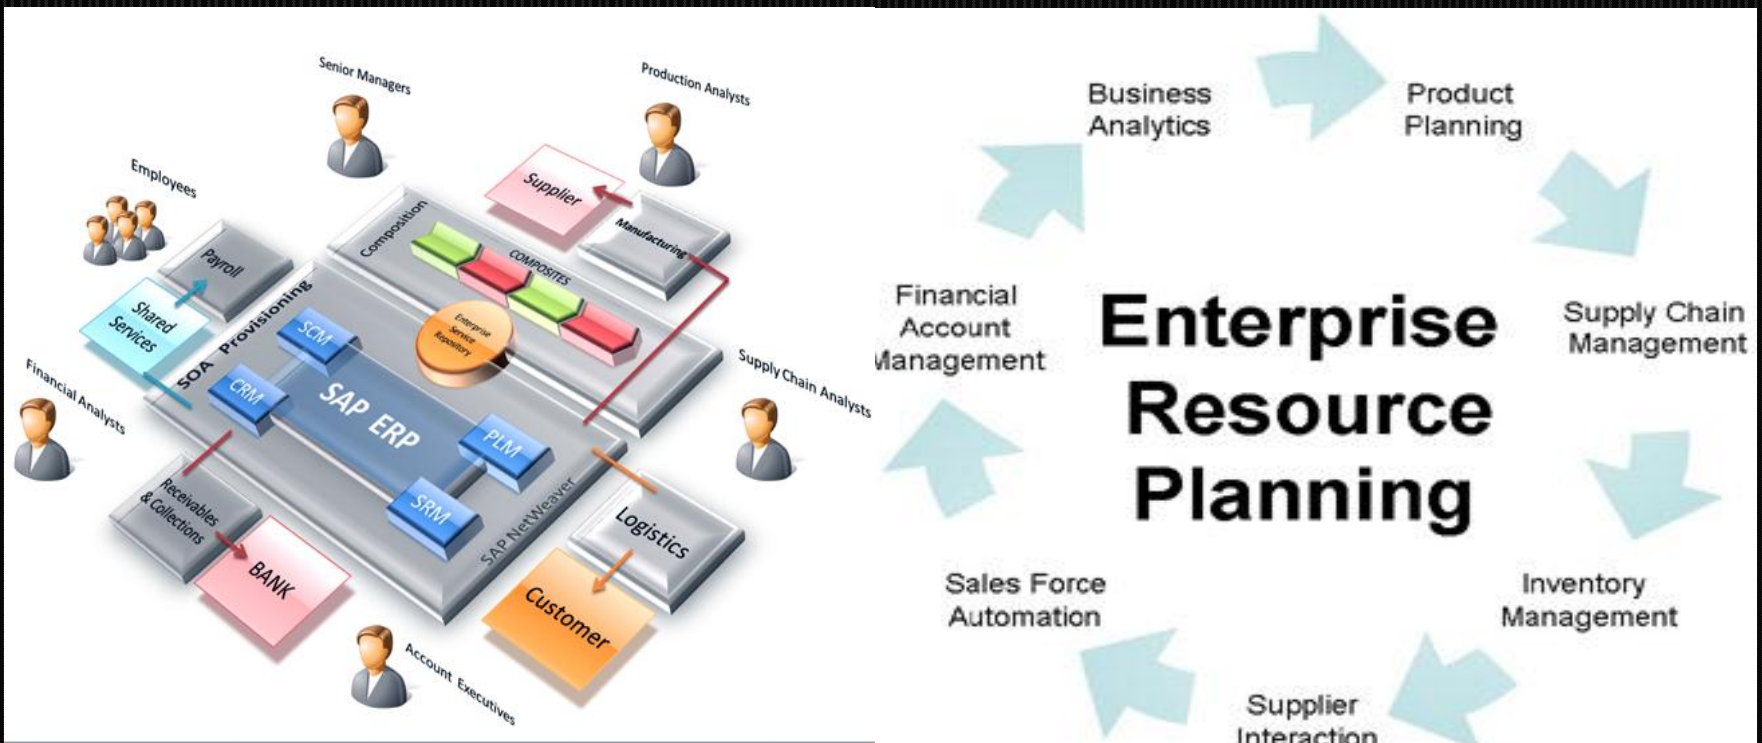 Senior Managers
Production Analysts
Employees
Supplier
Manufacturing
Composition
COMPOSITES
Payroll
Shared
Services
SOA Provisioning
Enterprise
Service
Repository
SCM
CRM
SAP ERP
PLM
SRM
SAP NetWeaver
Financial Analysts
Supply Chain Analysts
Receivables
& Collections
BANK
Logistics
Customer
Account Executives
Business
Analytics
Product
Planning
Supply Chain
Management
Inventory
Management
Supplier
Interaction
Sales Force
Automation
Financial
Account
Management
Enterprise
Resource
Planning